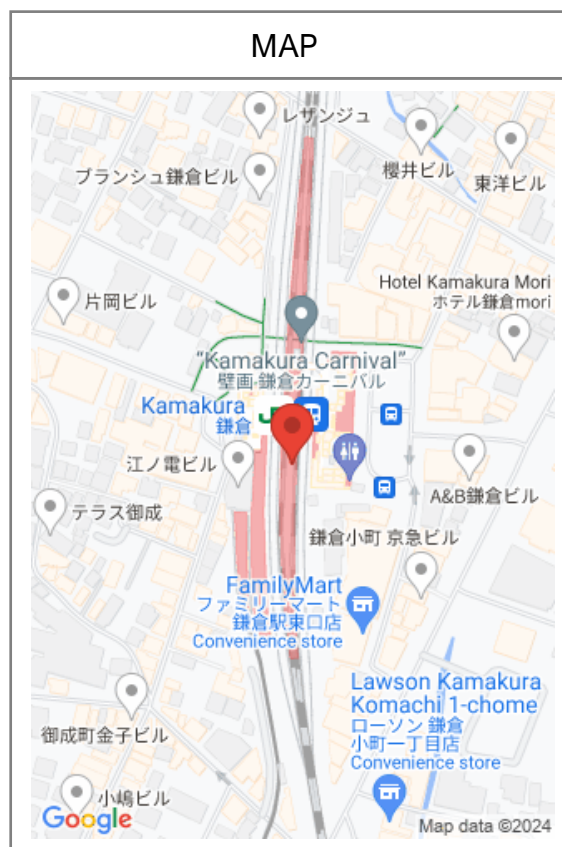 MAP
レザンジュ
ブランシュ鎌倉ビル
櫻井ビル
東洋ビル
Hotel Kamakura Mori
ホテル鎌倉mori
片岡ビル
"Kamakura Carnival"
壁画 鎌倉カーニバル
Kamakura
鎌倉
JR
江ノ電ビル
A&B鎌倉ビル
テラス御成
鎌倉小町 京急ビル
FamilyMart
ファミリーマート
鎌倉駅東口店
Convenience store
Lawson Kamakura
Komachi 1-chome
ローソン 鎌倉
小町一丁目店
Convenience store
御成町金子ビル
小嶋ビル
Google
Map data ©2024